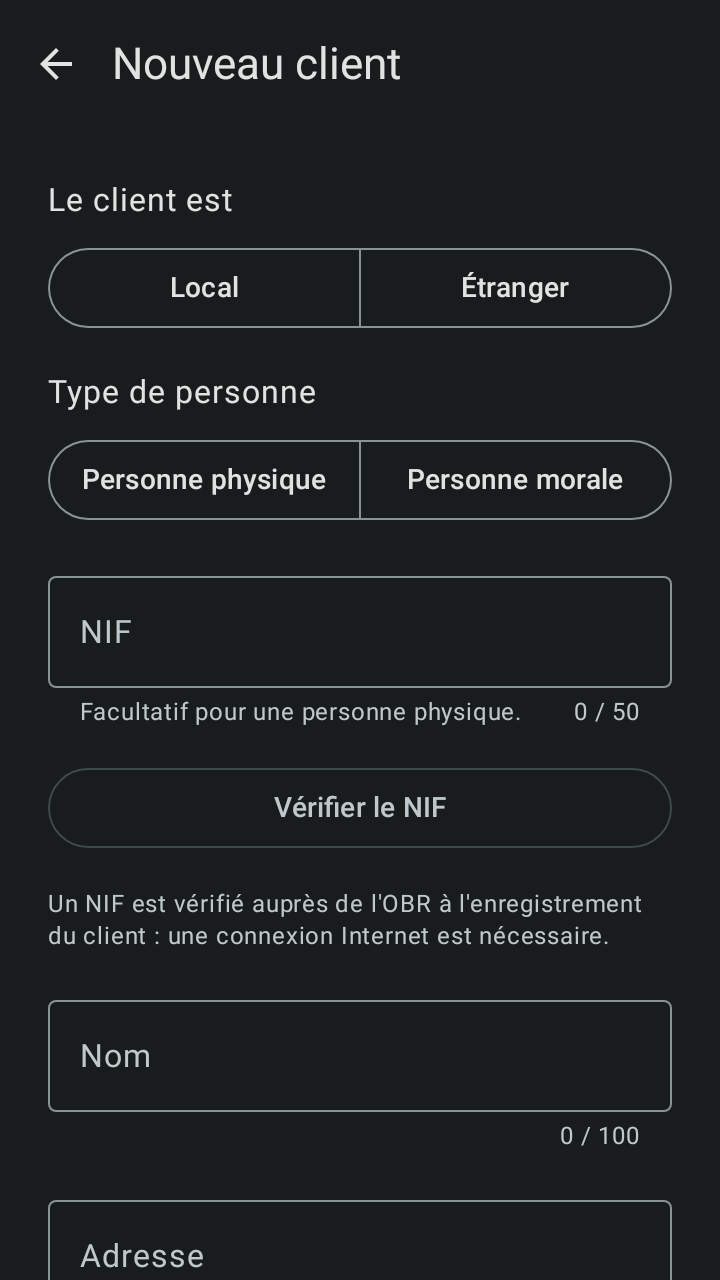 Nouveau client
Le client est
Local
Étranger
Type de personne
Personne physique
Personne morale
NIF
Facultatif pour une personne physique.
0 / 50
Vérifier le NIF
Un NIF est vérifié auprès de l'OBR à l'enregistrement
du client : une connexion Internet est nécessaire.
Nom
0 / 100
Adresse